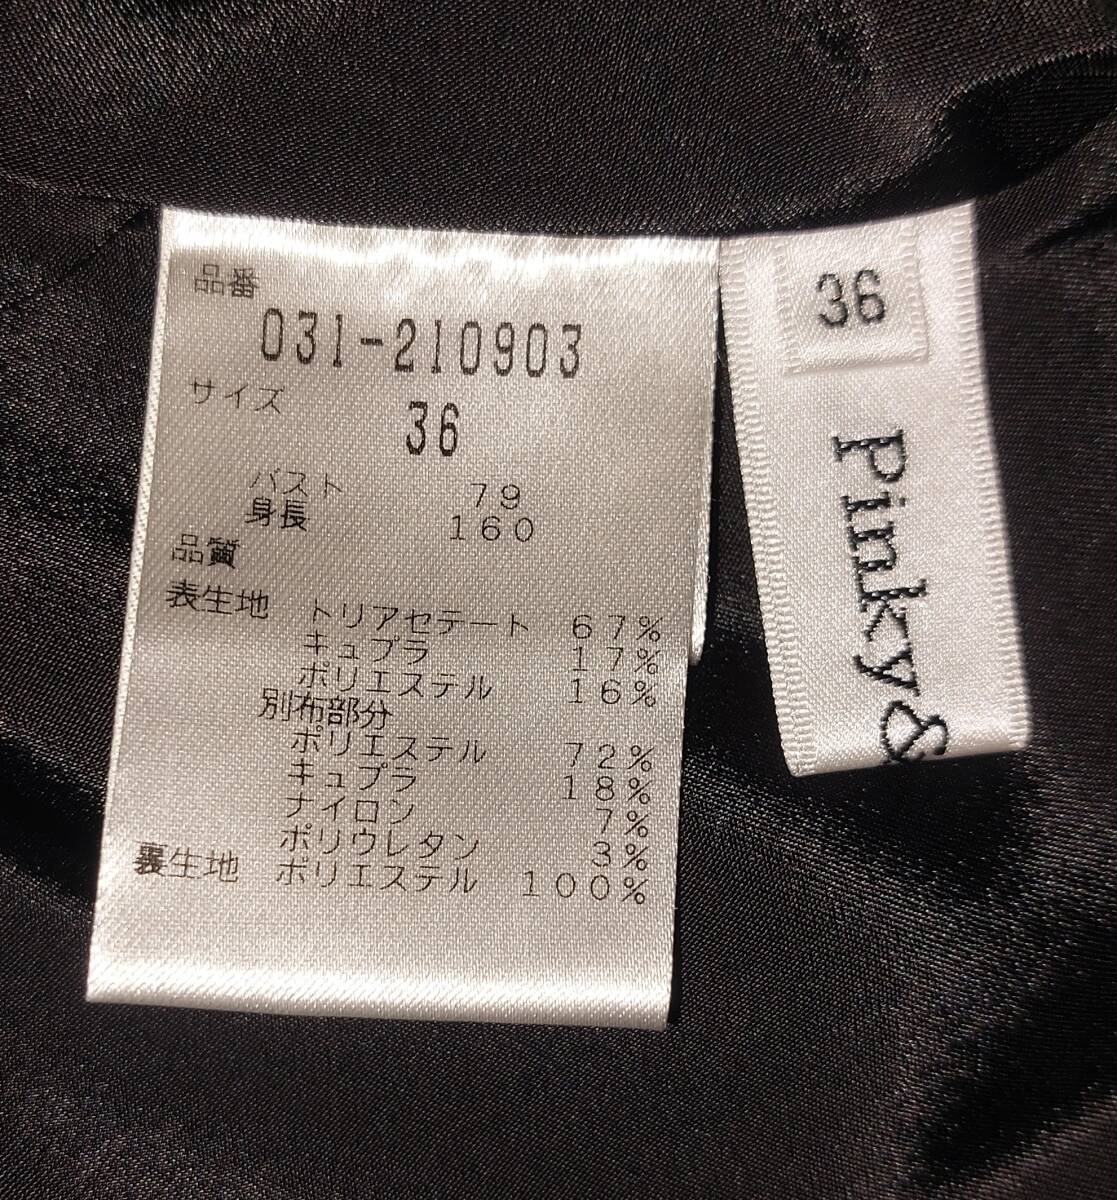 品番
031-210903
サイズ
36
バスト 79
身長 160
品質
表生地 トリアセテート 67%
キュプラ 17%
ポリエステル 16%
別布部分
ポリエステル 72%
キュプラ 18%
ナイロン 7%
ポリウレタン 3%
裏生地 ポリエステル 100%
36
Pinky&